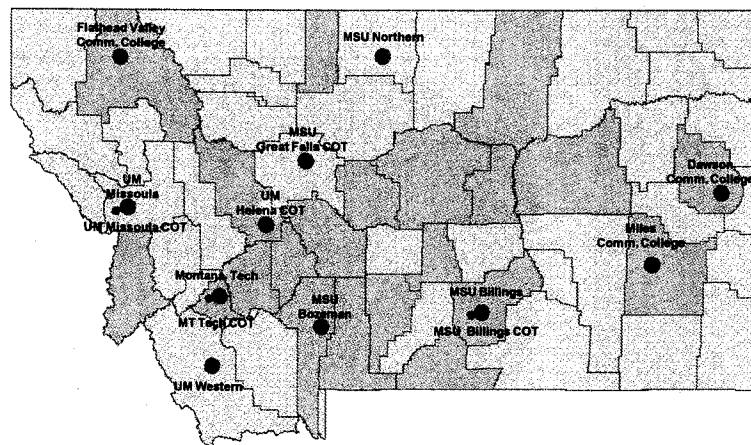 Flathead Valley
Comm. College
MSU Northern
MSU
Great Falls COT
UM
Missoula
UM Missoula COT
UM
Helena COT
Dawson
Comm. College
Miles
Comm. College
Montana Tech
MT Tech COT
MSU
Bozeman
MSU Billings
MSU Billings COT
UM Western